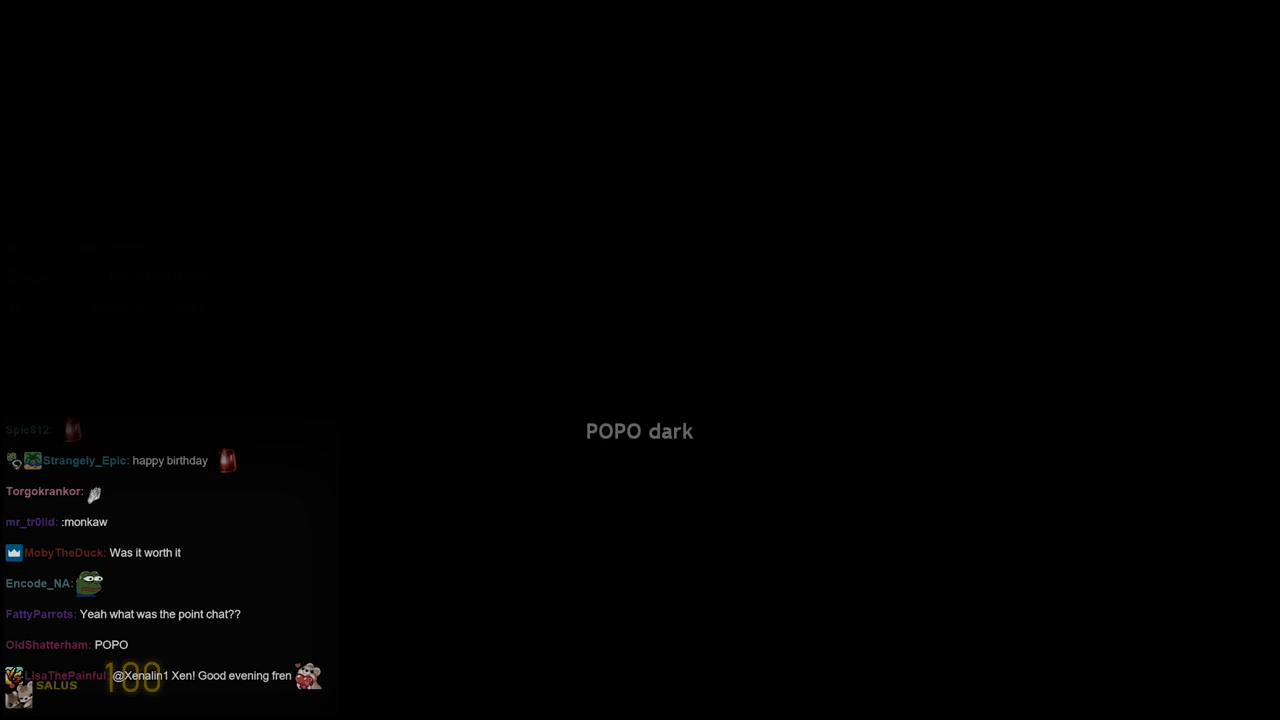 POPO dark
Spie812:
Strangely_Epic: happy birthday
Torgokrankor:
mr_tr0lid: :monkaw
MobyTheDuck: Was it worth it
Encode_NA:
FattyParrots: Yeah what was the point chat??
OldShatterham: POPO
LisaThePainful: @Xenalin1 Xen! Good evening fren
SALUS 100